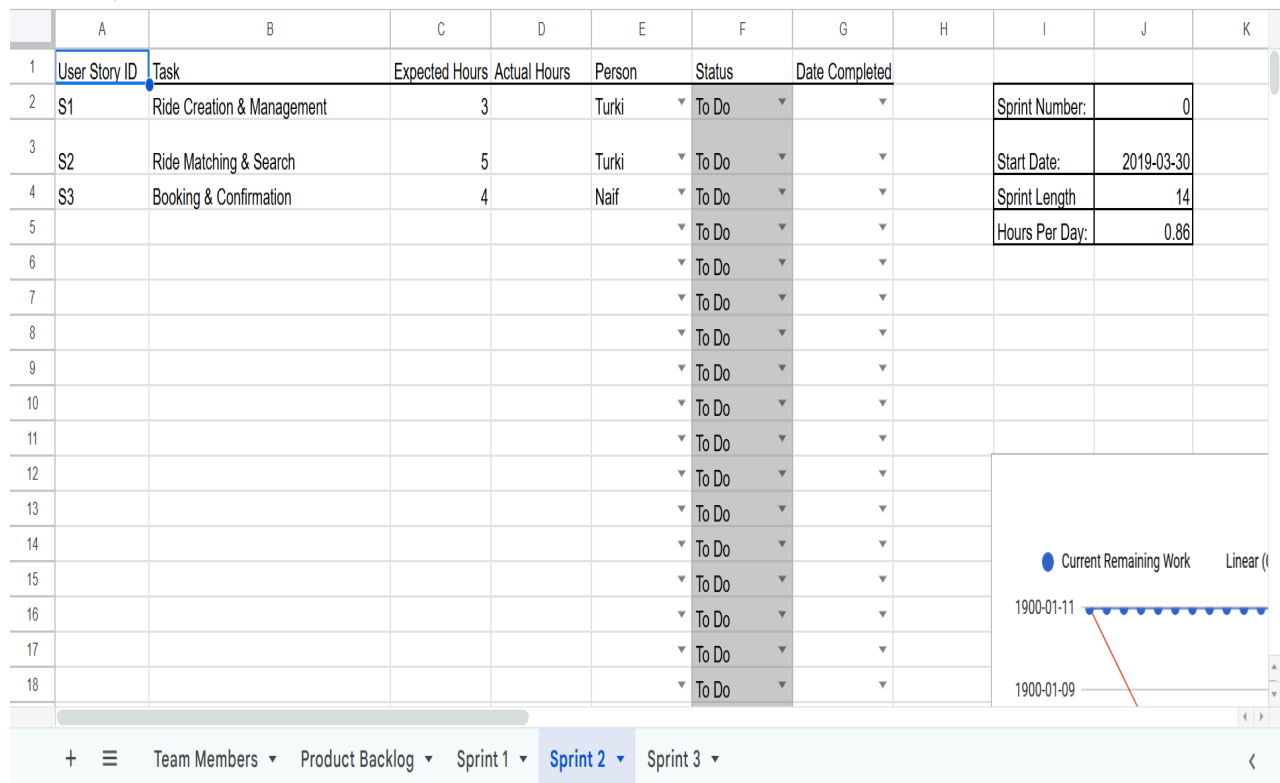 A B C D E F G H I J K
1 User Story ID Task Expected Hours Actual Hours Person Status Date Completed
2 S1 Ride Creation & Management 3 Turki To Do Sprint Number: 0
3 S2 Ride Matching & Search 5 Turki To Do Start Date: 2019-03-30
4 S3 Booking & Confirmation 4 Naif To Do Sprint Length 14
5 To Do Hours Per Day: 0.86
6 To Do
7 To Do
8 To Do
9 To Do
10 To Do
11 To Do
12 To Do
13 To Do
14 To Do
15 To Do
16 To Do
17 To Do
18 To Do
Current Remaining Work Linear (
1900-01-11
1900-01-09
Team Members Product Backlog Sprint 1 Sprint 2 Sprint 3